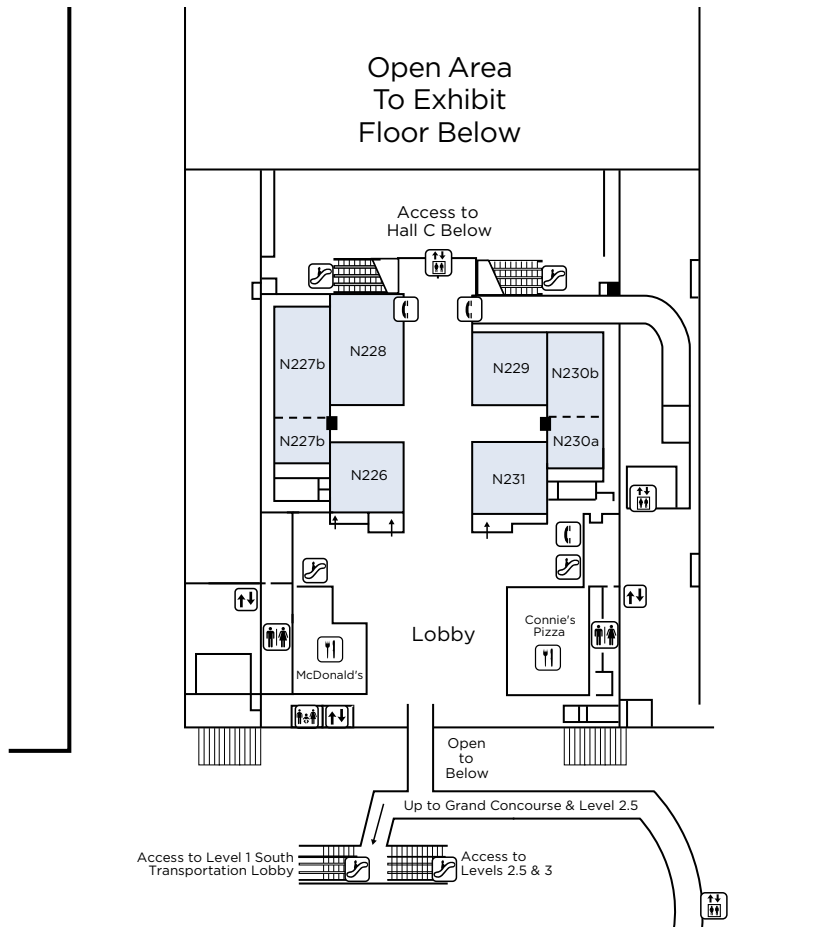 Open Area
To Exhibit
Floor Below
Access to
Hall C Below
N227b
N228
N229
N230b
N227b
N230a
N226
N231
Lobby
Connie's
Pizza
McDonald's
Open
to
Below
Up to Grand Concourse & Level 2.5
Access to Level 1 South
Transportation Lobby
Access to
Levels 2.5 & 3